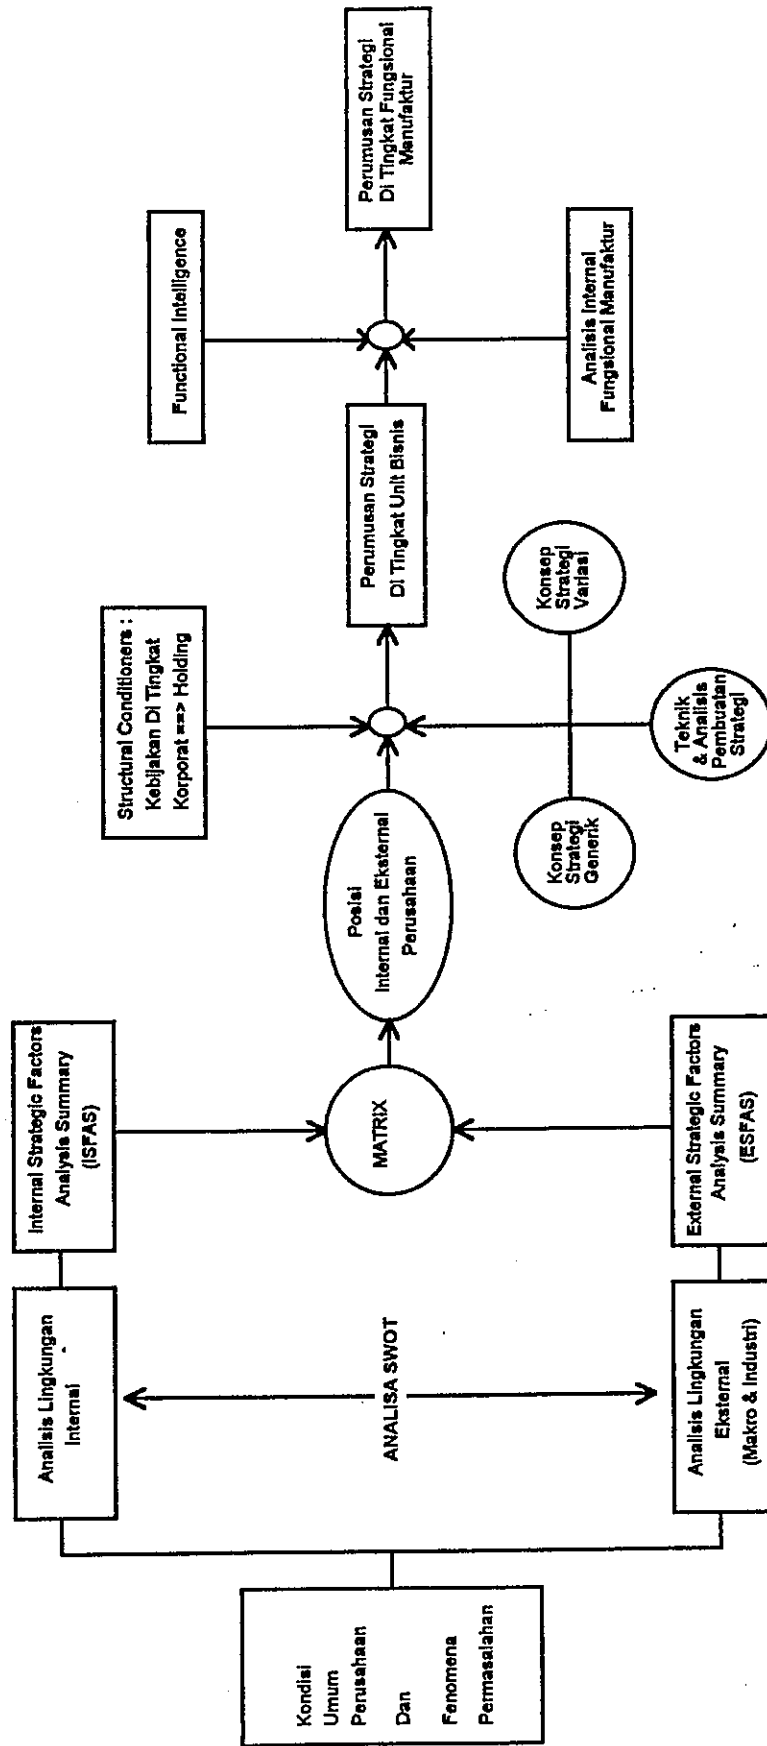 Kondisi
Umum
Perusahaan
Dan
Fenomena
Permasalahan
Analisis Lingkungan
Internal
ANALISA SWOT
Analisis Lingkungan
Eksternal
(Makro & Industri)
Internal Strategic Factors
Analysis Summary
(ISFAS)
MATRIX
External Strategic Factors
Analysis Summary
(ESFAS)
Posisi
Internal dan Eksternal
Perusahaan
Structural Conditioners :
Kebijakan Di Tingkat
Korporat ==> Holding
Konsep
Strategi
Generik
Teknik
& Analisis
Pembuatan
Strategi
Konsep
Strategi
Variasi
Perumusan Strategi
Di Tingkat Unit Bisnis
Functional Intelligence
Analisis Internal
Fungsional Manufaktur
Perumusan Strategi
Di Tingkat Fungsional
Manufaktur